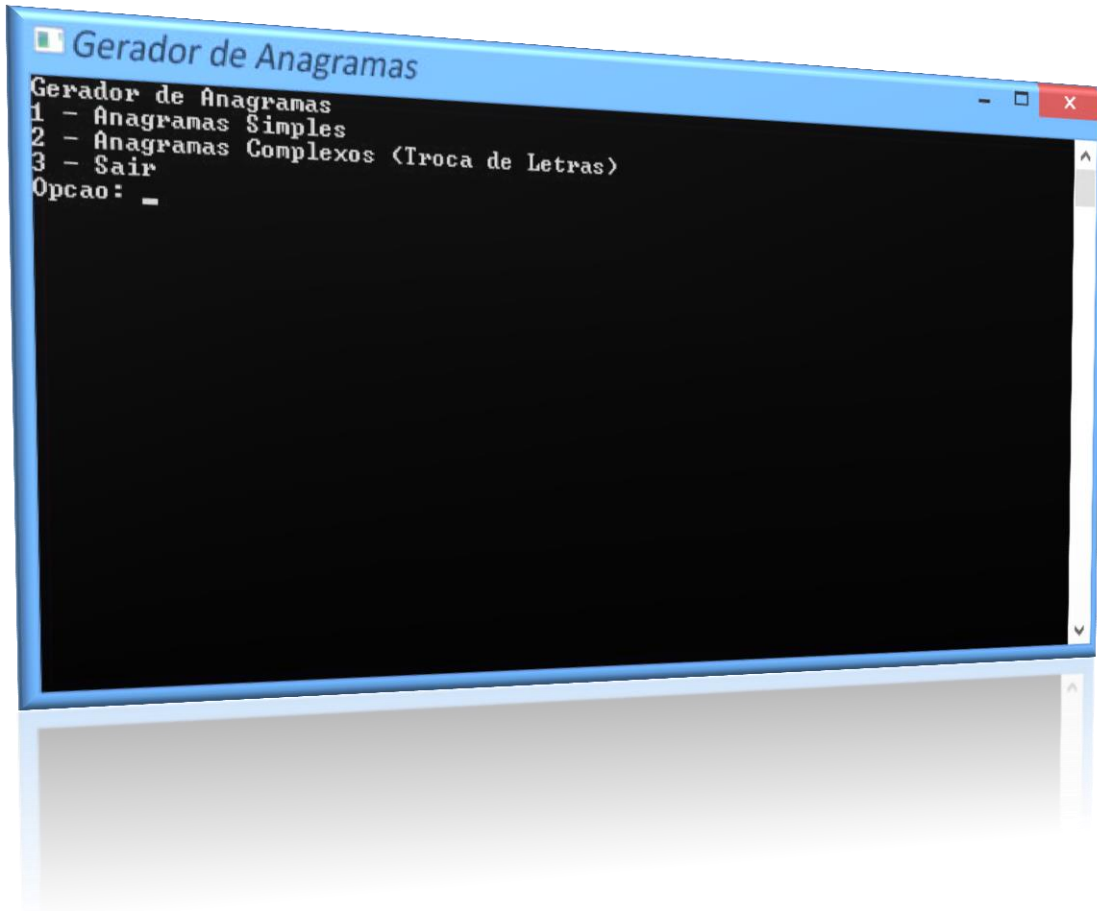 Gerador de Anagramas
Gerador de Anagramas
1 - Anagramas Simples
2 - Anagramas Complexos (Troca de Letras)
3 - Sair
Opcao: _